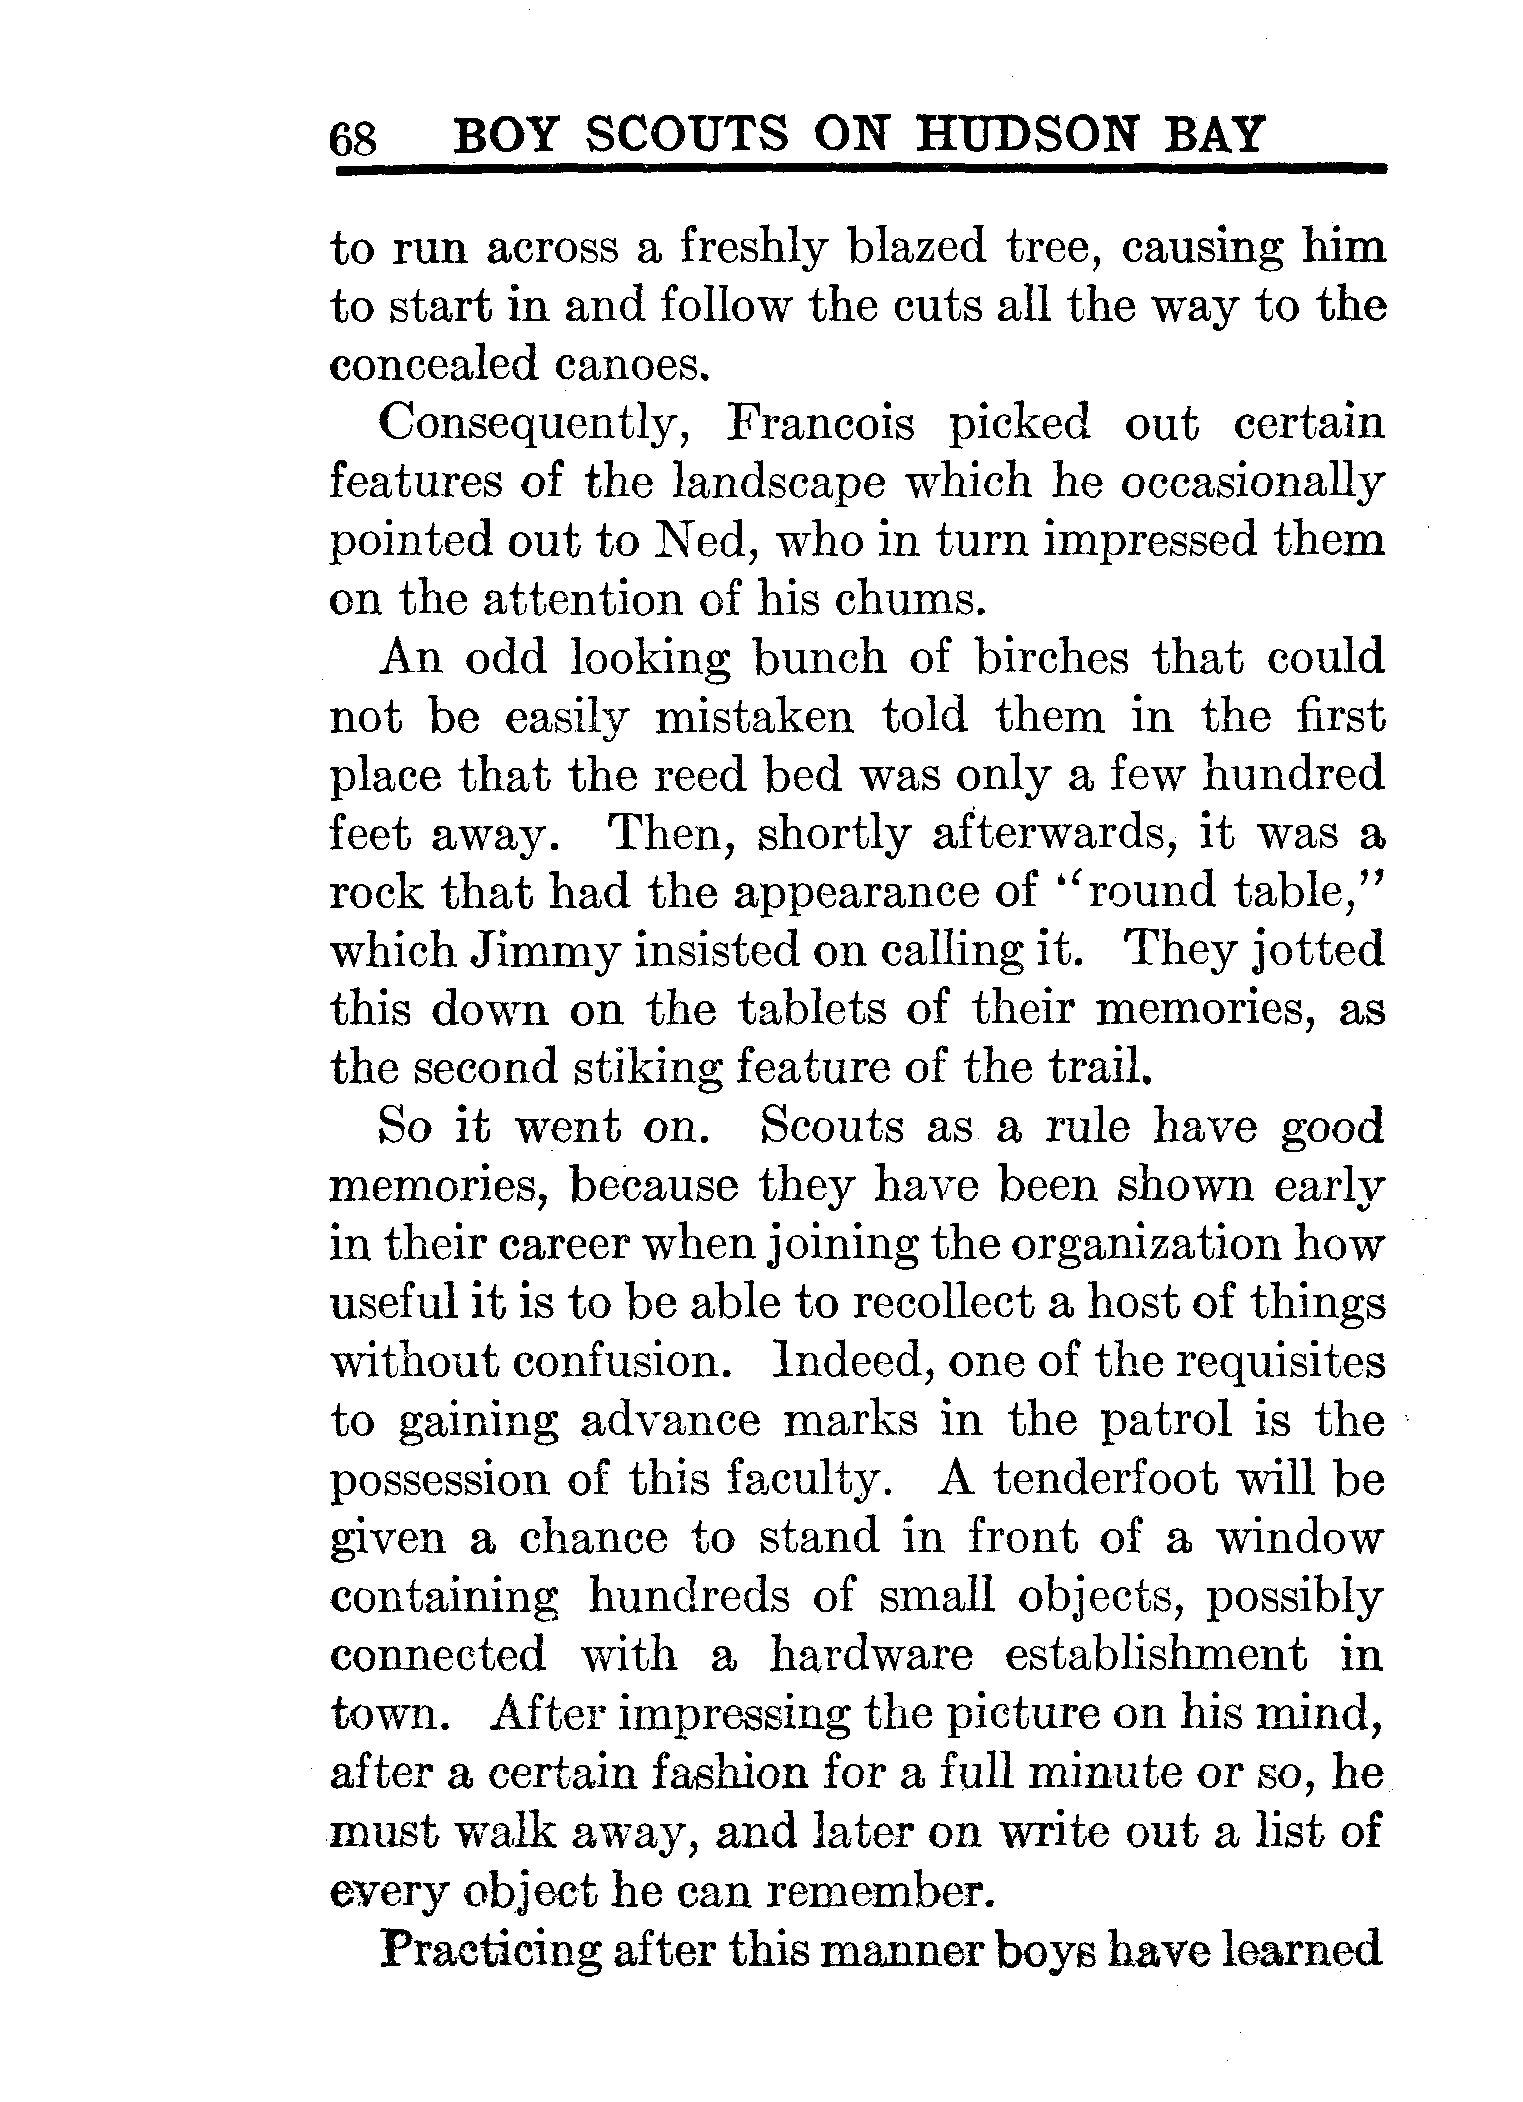 68 BOY SCOUTS ON HUDSON BAY
to run across a freshly blazed tree, causing him
to start in and follow the cuts all the way to the
concealed canoes.
Consequently, Francois picked out certain
features of the landscape which he occasionally
pointed out to Ned, who in turn impressed them
on the attention of his chums.
An odd looking bunch of birches that could
not be easily mistaken told them in the first
place that the reed bed was only a few hundred
feet away. Then, shortly afterwards, it was a
rock that had the appearance of "round table,"
which Jimmy insisted on calling it. They jotted
this down on the tablets of their memories, as
the second stiking feature of the trail.
So it went on. Scouts as a rule have good
memories, because they have been shown early
in their career when joining the organization how
useful it is to be able to recollect a host of things
without confusion. Indeed, one of the requisites
to gaining advance marks in the patrol is the
possession of this faculty. A tenderfoot will be
given a chance to stand in front of a window
containing hundreds of small objects, possibly
connected with a hardware establishment in
town. After impressing the picture on his mind,
after a certain fashion for a full minute or so, he
must walk away, and later on write out a list of
every object he can remember.
Practicing after this manner boys have learned